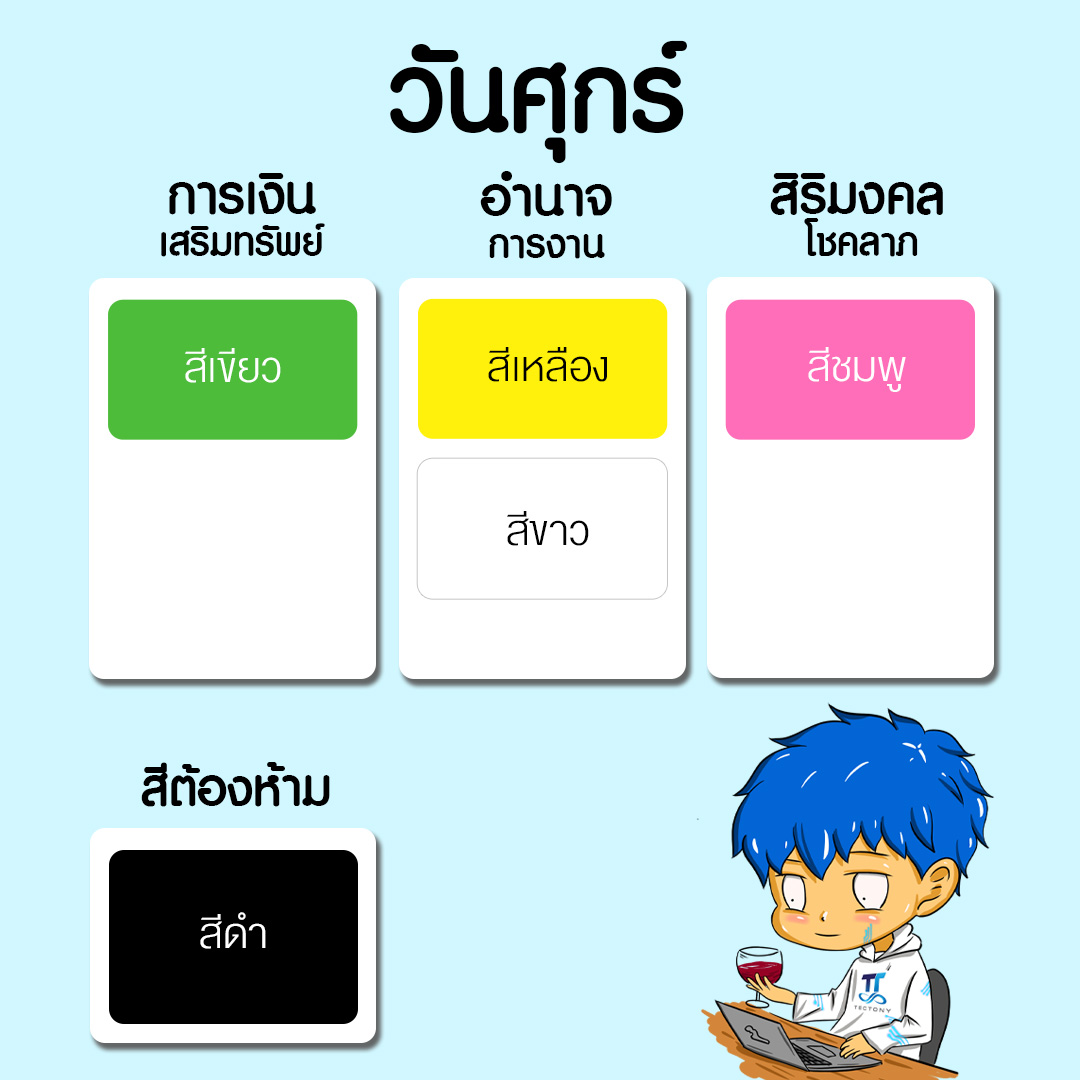 วันศุกร์
การเงิน
เสริมทรัพย์
อำนาจ
การงาน
สิริมงคล
โชคลาภ
สีเขียว
สีเหลือง
สีชมพู
สีขาว
สีต้องห้าม
สีดำ
TT
TECTONY